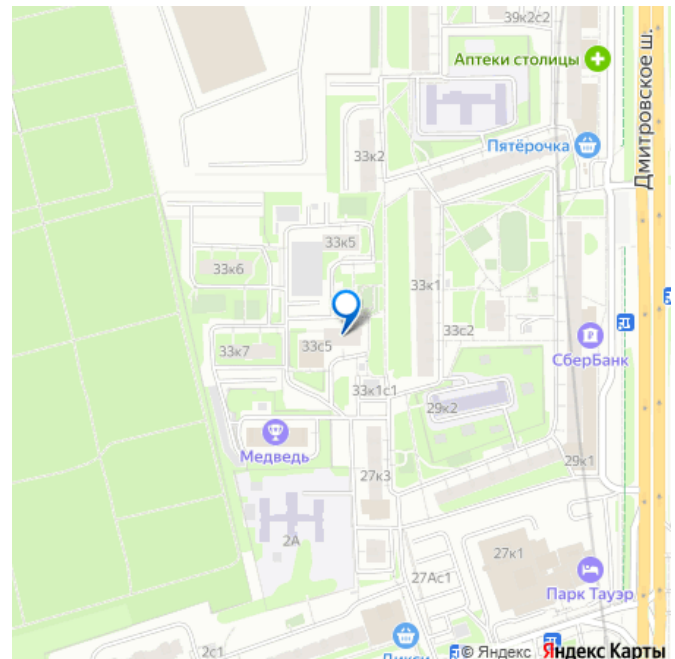 39к2с2
Аптеки столицы
Дмитровское ш.
Пятёрочка
33к2
33к5
33к6
33к1
33с2
33с5
33к7
СберБанк
33к1с1
29к2
Медведь
27к3
29к1
2А
27к1
27Ас1
Парк Тауэр
2с1
Дикси
© Яндекс
Яндекс Карты